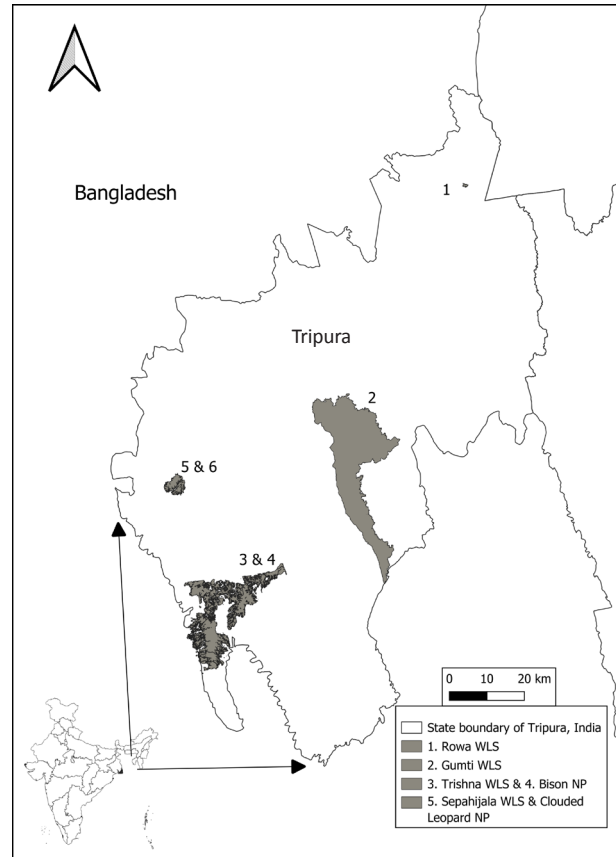 Bangladesh
1
Tripura
2
5 & 6
3 & 4
0 10 20 km
State boundary of Tripura, India
1. Rowa WLS
2. Gumti WLS
3. Trishna WLS & 4. Bison NP
5. Sepahijala WLS & Clouded
Leopard NP